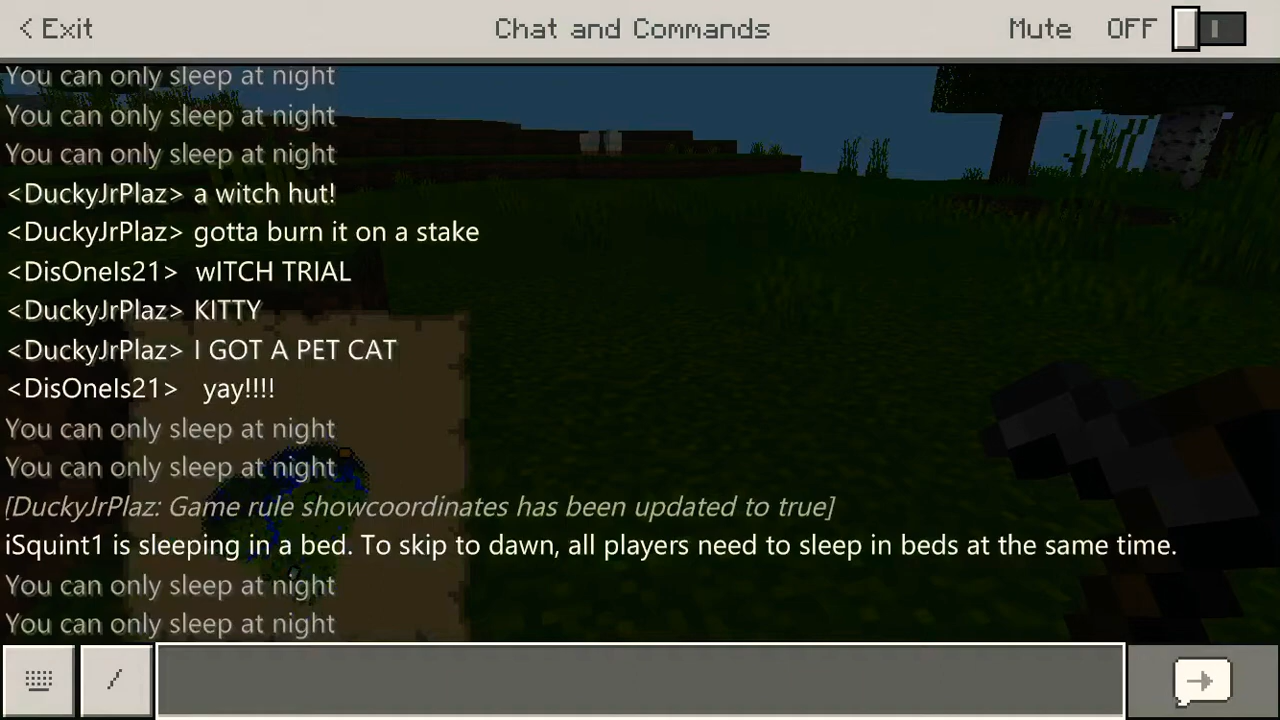 < Exit
Chat and Commands
Mute OFF
You can only sleep at night
You can only sleep at night
You can only sleep at night
<DuckyJrPlaz> a witch hut!
<DuckyJrPlaz> gotta burn it on a stake
<DisOneIs21> wITCH TRIAL
<DuckyJrPlaz> KITTY
<DuckyJrPlaz> I GOT A PET CAT
<DisOneIs21> yay!!!!
You can only sleep at night
You can only sleep at night
[DuckyJrPlaz: Game rule showcoordinates has been updated to true]
iSquint1 is sleeping in a bed. To skip to dawn, all players need to sleep in beds at the same time.
You can only sleep at night
You can only sleep at night
/